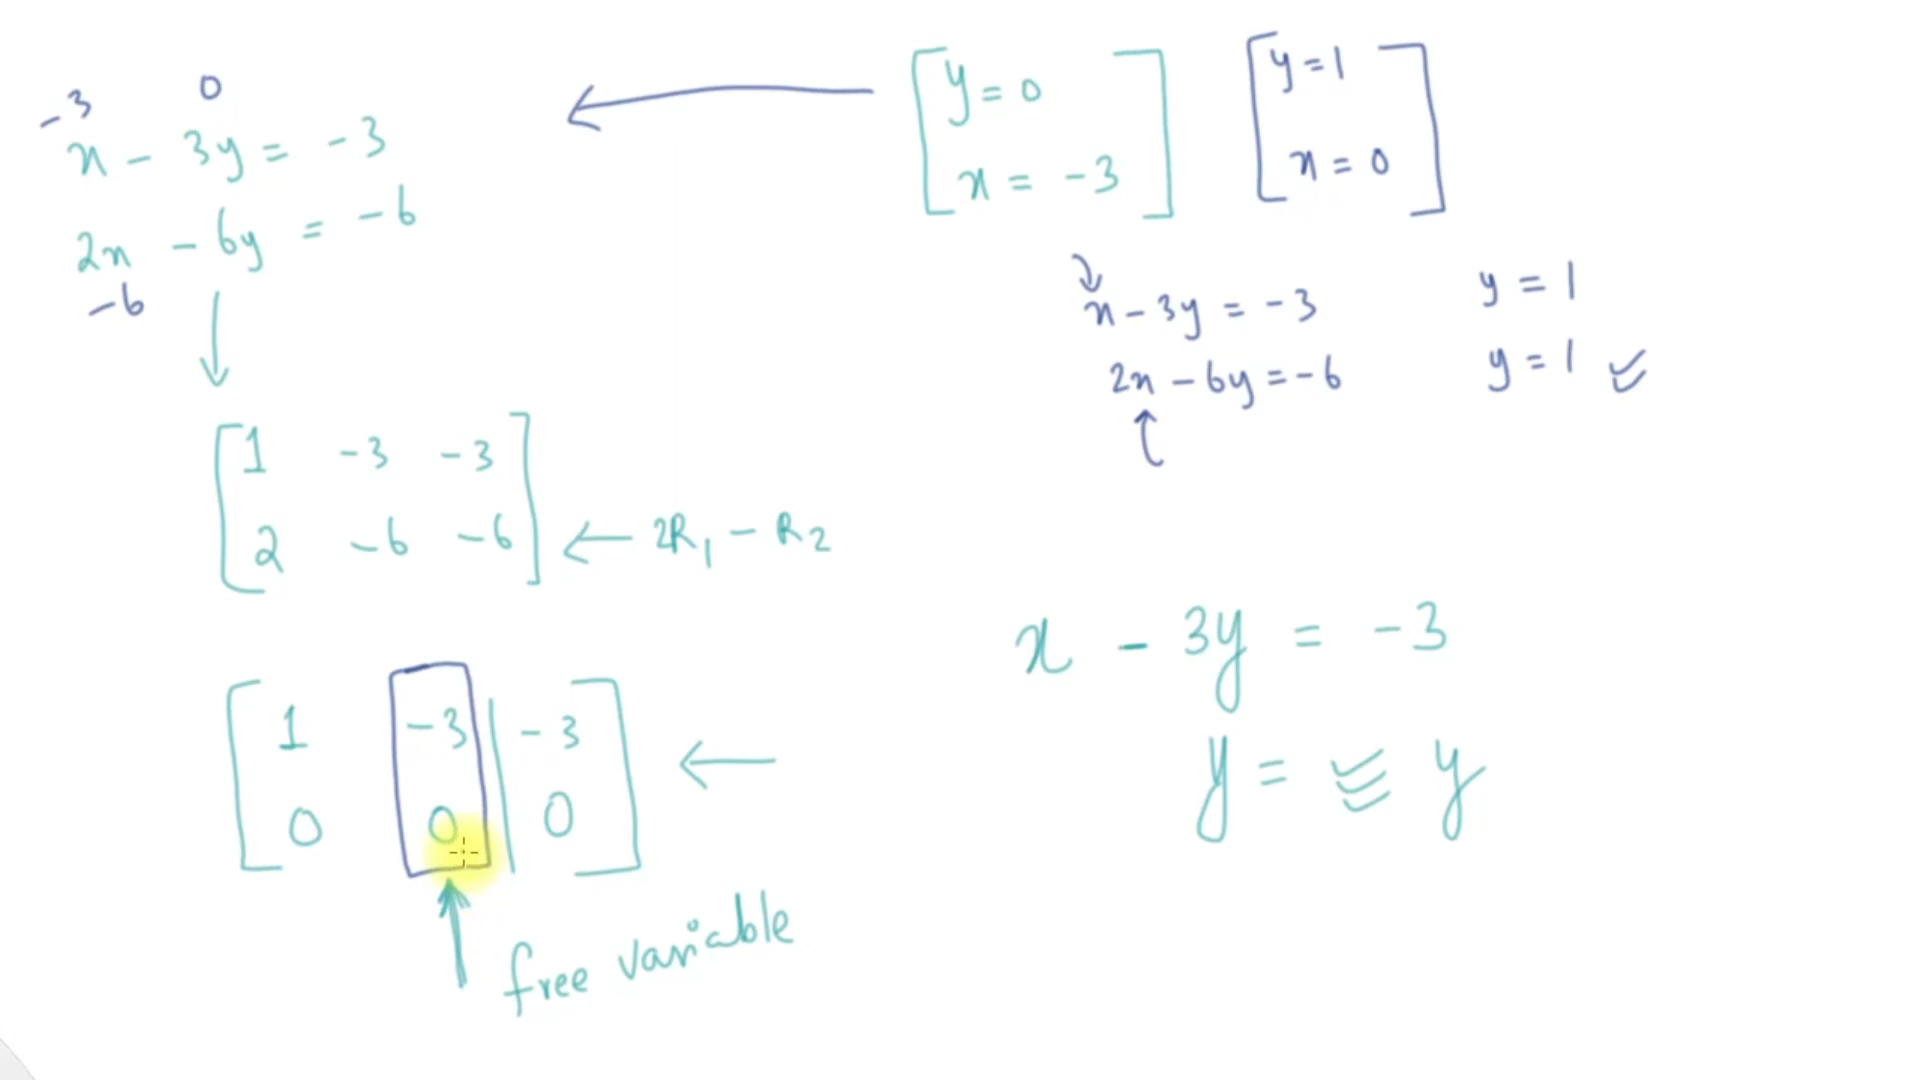 -3 0
x - 3y = -3
2x - 6y = -6
-6
y = 0
x = -3
y = 1
x = 0
x - 3y = -3 y = 1
2x - 6y = -6 y = 1
1 -3 -3
2 -6 -6 ← 2R₁ - R₂
x - 3y = -3
y = y
1 -3 | -3
0 0 | 0
free variable